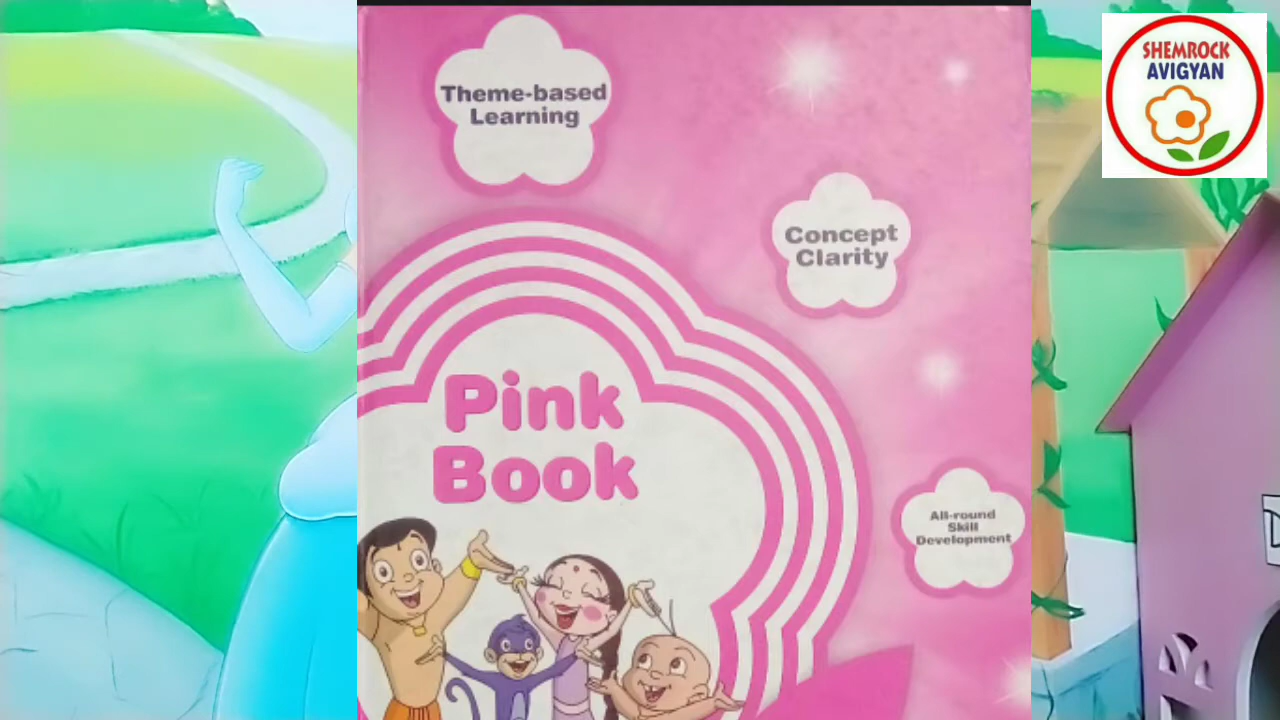 Theme-based
Learning
SHEMROCK
AVIGYAN
Concept
Clarity
Pink
Book
All-round
Skill
Development